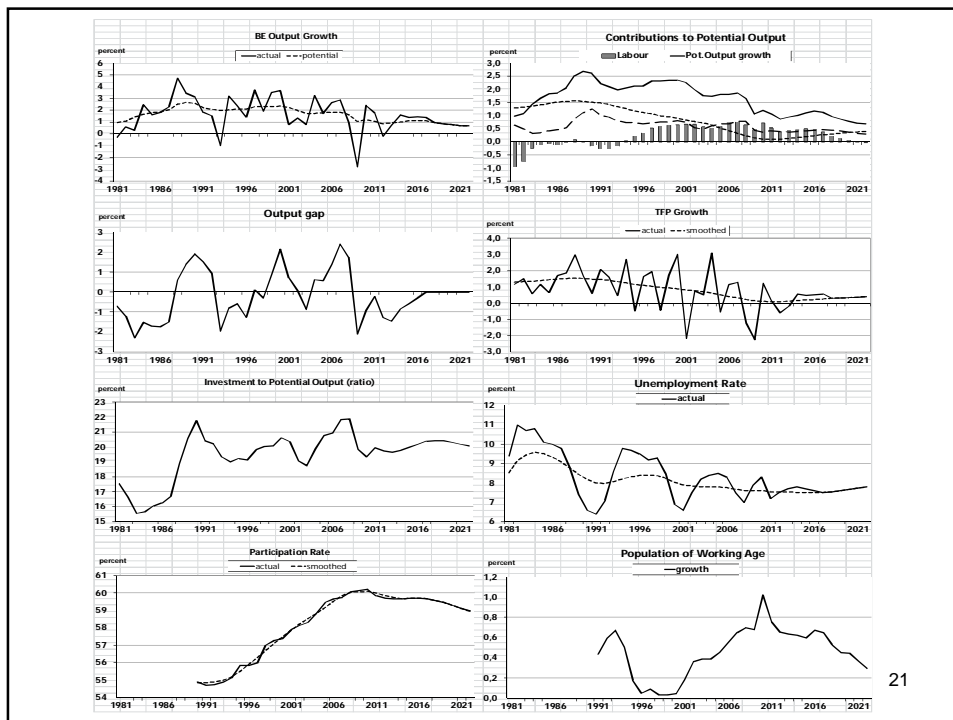 BE Output Growth
percent
actual potential
6
5
4
3
2
1
0
-1
-2
-3
-4
1981 1986 1991 1996 2001 2006 2011 2016 2021
Contributions to Potential Output
percent
Labour Pot.Output growth
3,0
2,5
2,0
1,5
1,0
0,5
0,0
-0,5
-1,0
-1,5
1981 1986 1991 1996 2001 2006 2011 2016 2021
Output gap
percent
3
2
1
0
-1
-2
-3
1981 1986 1991 1996 2001 2006 2011 2016 2021
TFP Growth
percent
actual smoothed
4,0
3,0
2,0
1,0
0,0
-1,0
-2,0
-3,0
1981 1986 1991 1996 2001 2006 2011 2016 2021
Investment to Potential Output (ratio)
percent
23
22
21
20
19
18
17
16
15
1981 1986 1991 1996 2001 2006 2011 2016 2021
Unemployment Rate
percent
actual
12
11
10
9
8
7
6
1981 1986 1991 1996 2001 2006 2011 2016 2021
Participation Rate
percent
actual smoothed
61
60
59
57
56
55
54
1981 1986 1991 1996 2001 2006 2011 2016 2021
Population of Working Age
percent
growth
1,2
1,0
0,8
0,6
0,4
0,2
0,0
1981 1986 1991 1996 2001 2006 2011 2016 2021
21